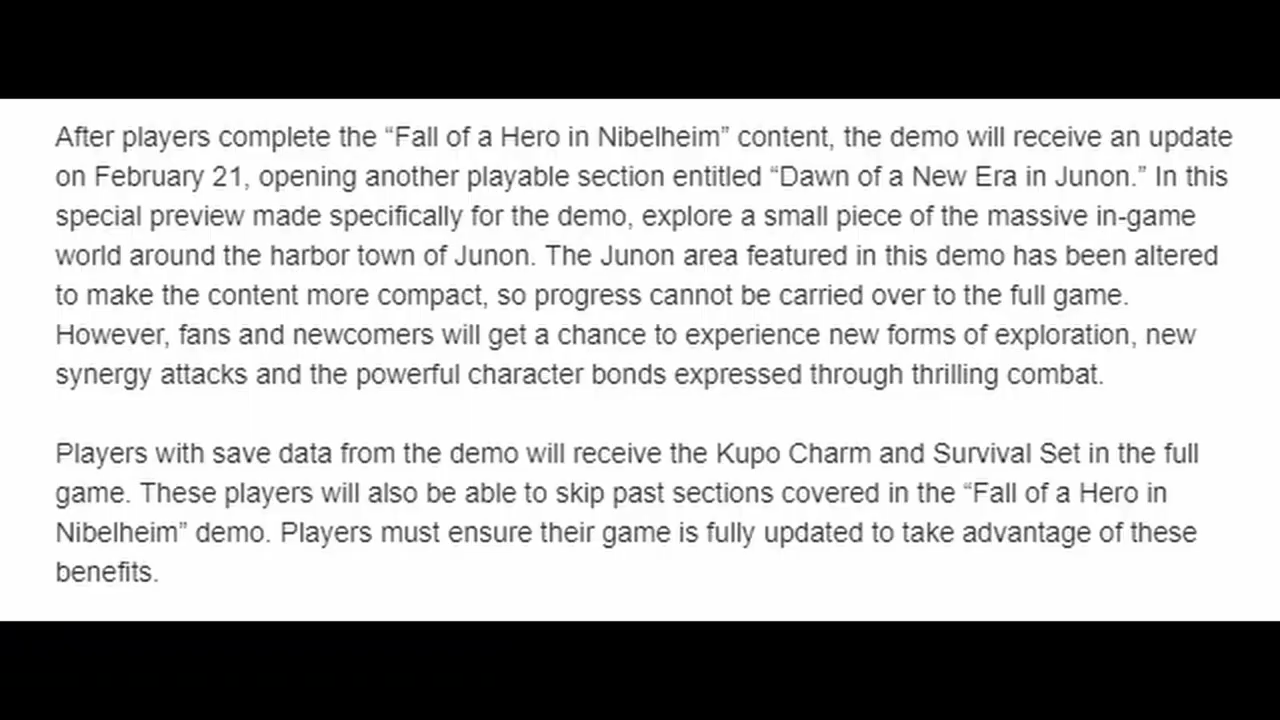 After players complete the “Fall of a Hero in Nibelheim” content, the demo will receive an update
on February 21, opening another playable section entitled “Dawn of a New Era in Junon.” In this
special preview made specifically for the demo, explore a small piece of the massive in-game
world around the harbor town of Junon. The Junon area featured in this demo has been altered
to make the content more compact, so progress cannot be carried over to the full game.
However, fans and newcomers will get a chance to experience new forms of exploration, new
synergy attacks and the powerful character bonds expressed through thrilling combat.
Players with save data from the demo will receive the Kupo Charm and Survival Set in the full
game. These players will also be able to skip past sections covered in the “Fall of a Hero in
Nibelheim” demo. Players must ensure their game is fully updated to take advantage of these
benefits.